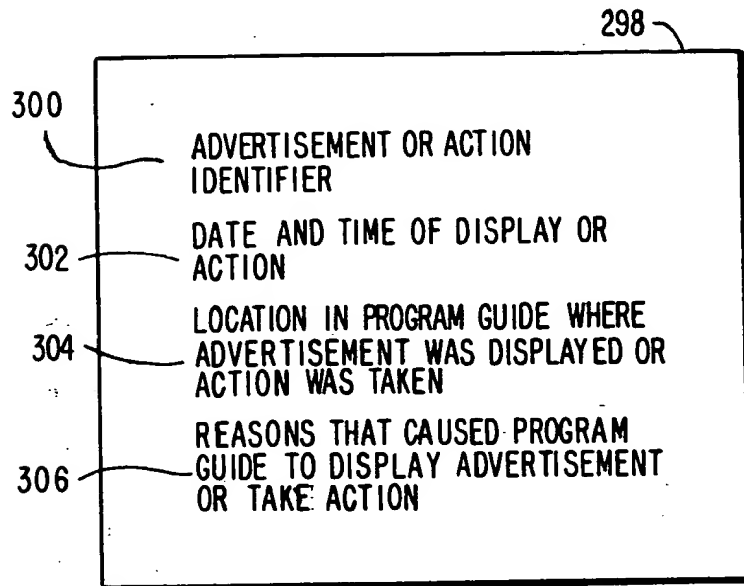 298
300
ADVERTISEMENT OR ACTION
IDENTIFIER
302
DATE AND TIME OF DISPLAY OR
ACTION
304
LOCATION IN PROGRAM GUIDE WHERE
ADVERTISEMENT WAS DISPLAYED OR
ACTION WAS TAKEN
306
REASONS THAT CAUSED PROGRAM
GUIDE TO DISPLAY ADVERTISEMENT
OR TAKE ACTION